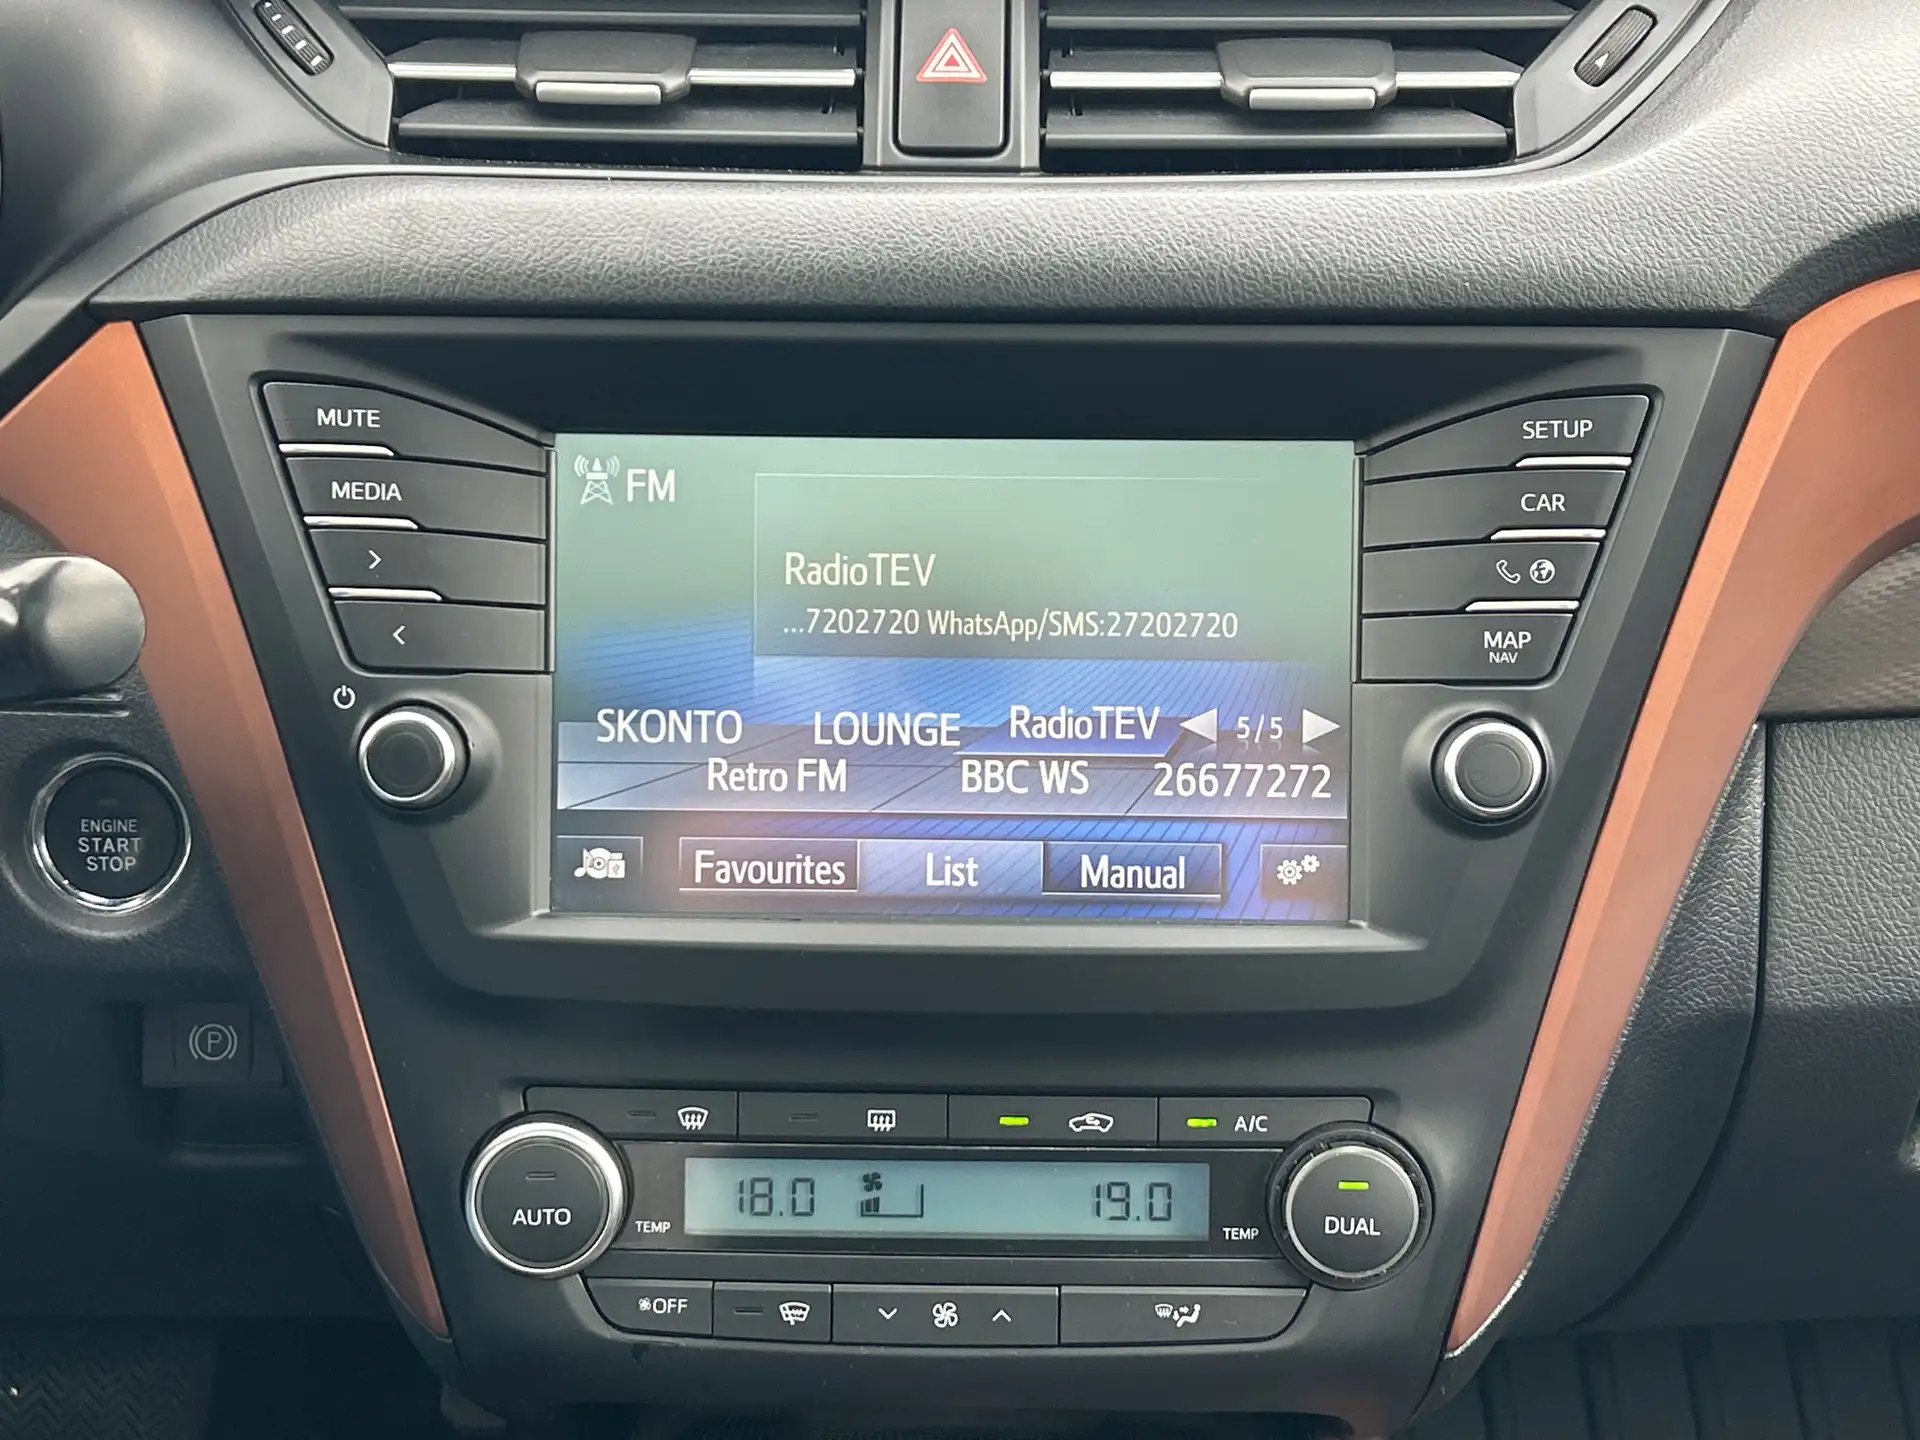 MUTE
MEDIA
SETUP
CAR
MAP
NAV
FM
RadioTEV
...7202720 WhatsApp/SMS:27202720
SKONTO LOUNGE RadioTEV 5/5
Retro FM BBC WS 26677272
Favourites List Manual
ENGINE
START
STOP
P
A/C
AUTO TEMP 18.0 19.0 TEMP DUAL
OFF